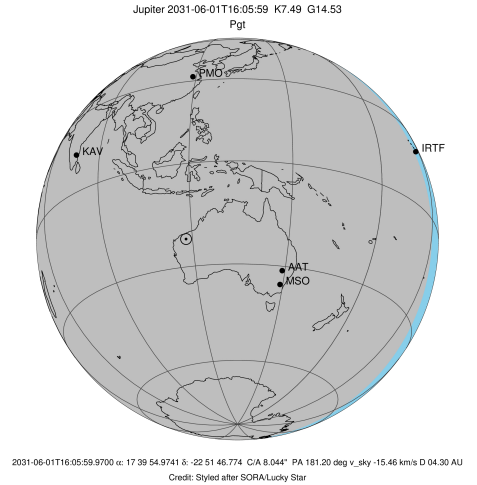 Jupiter 2031-06-01T16:05:59 K7.49 G14.53
Pgt
PMO
KAV
IRTF
AAT
MSO
2031-06-01T16:05:59.9700 α: 17 39 54.9741 δ: -22 51 46.774 C/A 8.044" PA 181.20 deg v_sky -15.46 km/s D 04.30 AU
Credit: Styled after SORA/Lucky Star